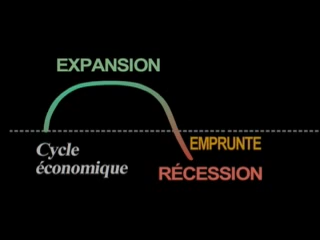 EXPANSION
EMPRUNTE
Cycle
économique
RÉCESSION